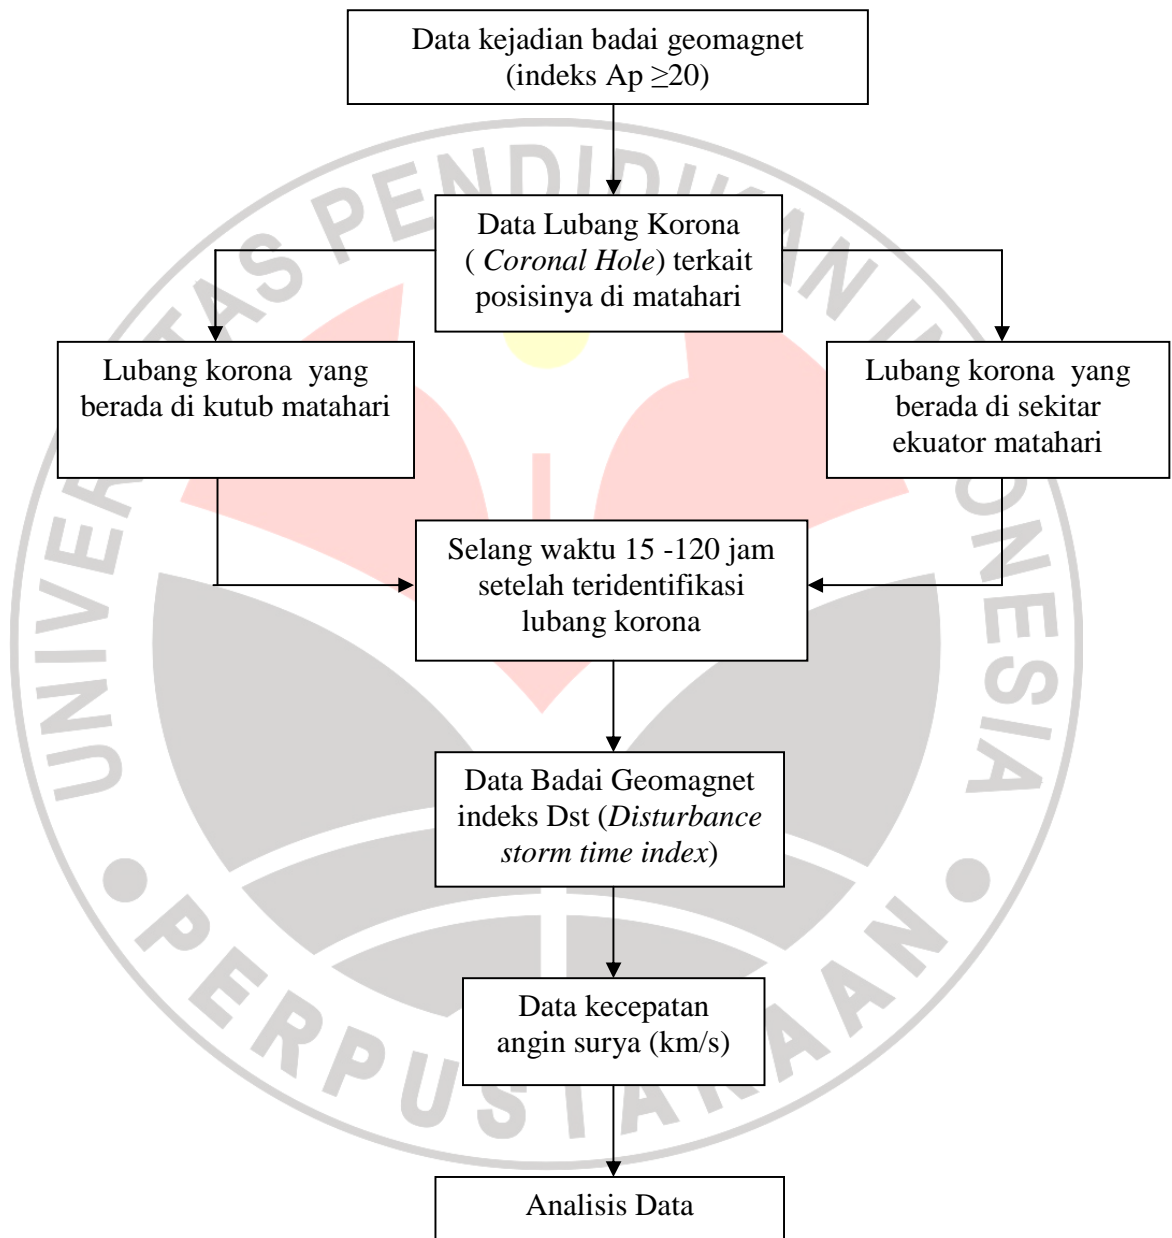 Data kejadian badai geomagnet
(indeks Ap ≥20)
Data Lubang Korona
( Coronal Hole) terkait
posisinya di matahari
Lubang korona yang
berada di kutub matahari
Lubang korona yang
berada di sekitar
ekuator matahari
Selang waktu 15 -120 jam
setelah teridentifikasi
lubang korona
Data Badai Geomagnet
indeks Dst (Disturbance
storm time index)
Data kecepatan
angin surya (km/s)
Analisis Data
UNIVERSITAS PENDIDIKAN INDONESIA
PERPUSTAKAAN